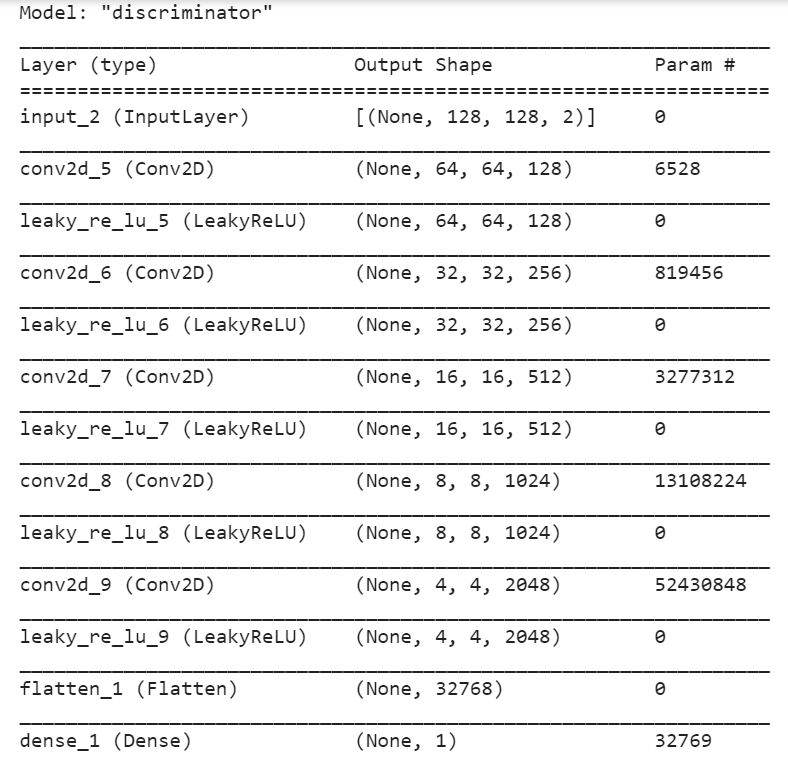 Model: "discriminator"
_________________________________________________________________
Layer (type)                 Output Shape              Param #
=================================================================
input_2 (InputLayer)         [(None, 128, 128, 2)]     0
_________________________________________________________________
conv2d_5 (Conv2D)            (None, 64, 64, 128)       6528
_________________________________________________________________
leaky_re_lu_5 (LeakyReLU)    (None, 64, 64, 128)       0
_________________________________________________________________
conv2d_6 (Conv2D)            (None, 32, 32, 256)       819456
_________________________________________________________________
leaky_re_lu_6 (LeakyReLU)    (None, 32, 32, 256)       0
_________________________________________________________________
conv2d_7 (Conv2D)            (None, 16, 16, 512)       3277312
_________________________________________________________________
leaky_re_lu_7 (LeakyReLU)    (None, 16, 16, 512)       0
_________________________________________________________________
conv2d_8 (Conv2D)            (None, 8, 8, 1024)        13108224
_________________________________________________________________
leaky_re_lu_8 (LeakyReLU)    (None, 8, 8, 1024)        0
_________________________________________________________________
conv2d_9 (Conv2D)            (None, 4, 4, 2048)        52430848
_________________________________________________________________
leaky_re_lu_9 (LeakyReLU)    (None, 4, 4, 2048)        0
_________________________________________________________________
flatten_1 (Flatten)          (None, 32768)             0
_________________________________________________________________
dense_1 (Dense)              (None, 1)                 32769